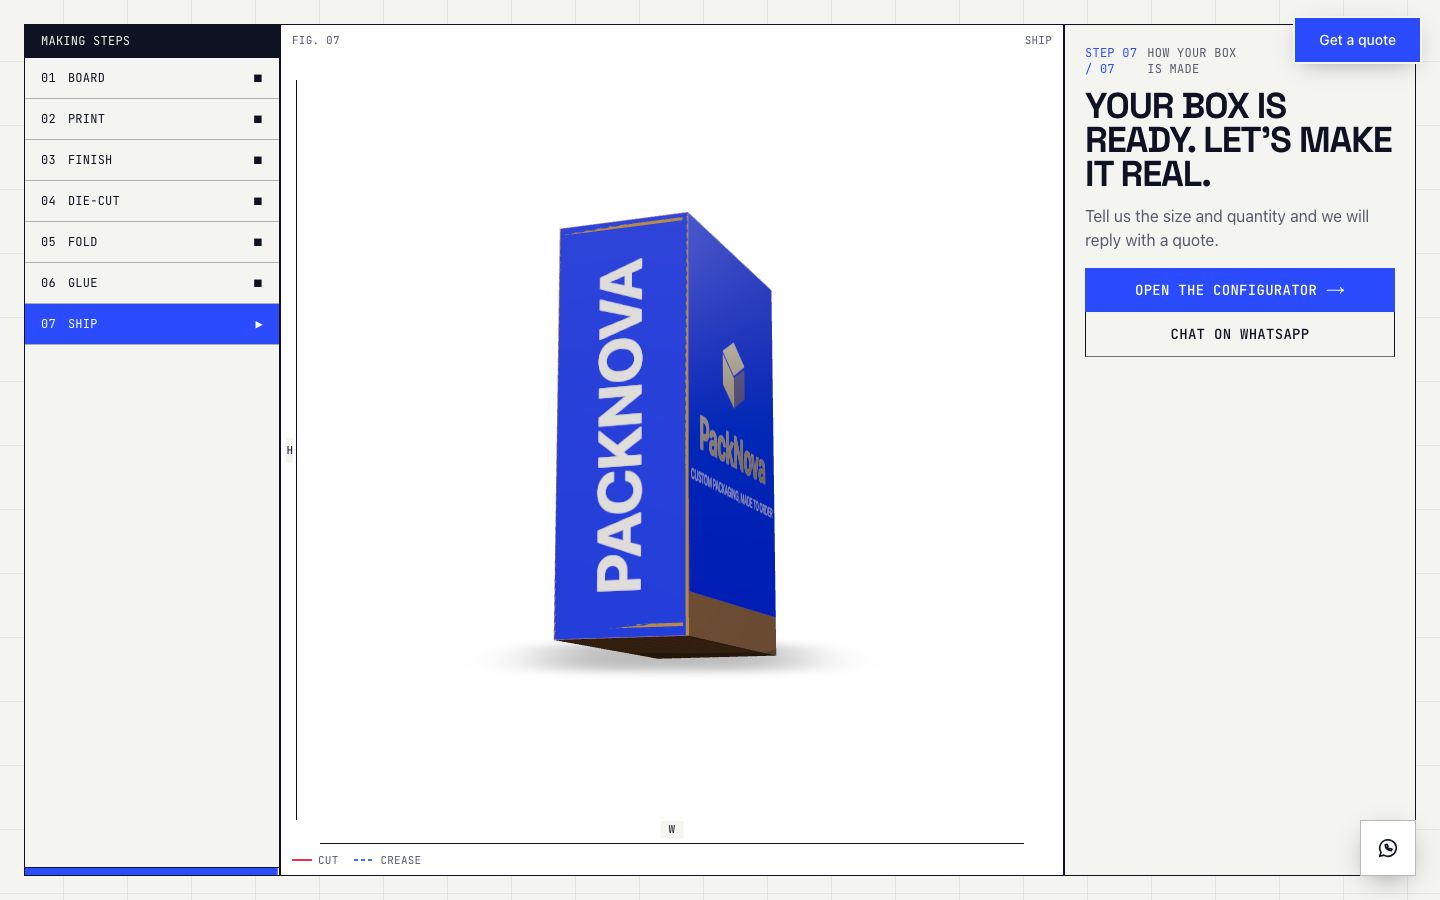 MAKING STEPS
01 BOARD
02 PRINT
03 FINISH
04 DIE-CUT
05 FOLD
06 GLUE
07 SHIP
FIG. 07
SHIP
H
PACKNOVA
PackNova
CUSTOM PACKAGING, MADE TO ORDER
W
CUT
CREASE
Get a quote
STEP 07 / 07
HOW YOUR BOX IS MADE
YOUR BOX IS
READY. LET’S MAKE
IT REAL.
Tell us the size and quantity and we will
reply with a quote.
OPEN THE CONFIGURATOR →
CHAT ON WHATSAPP